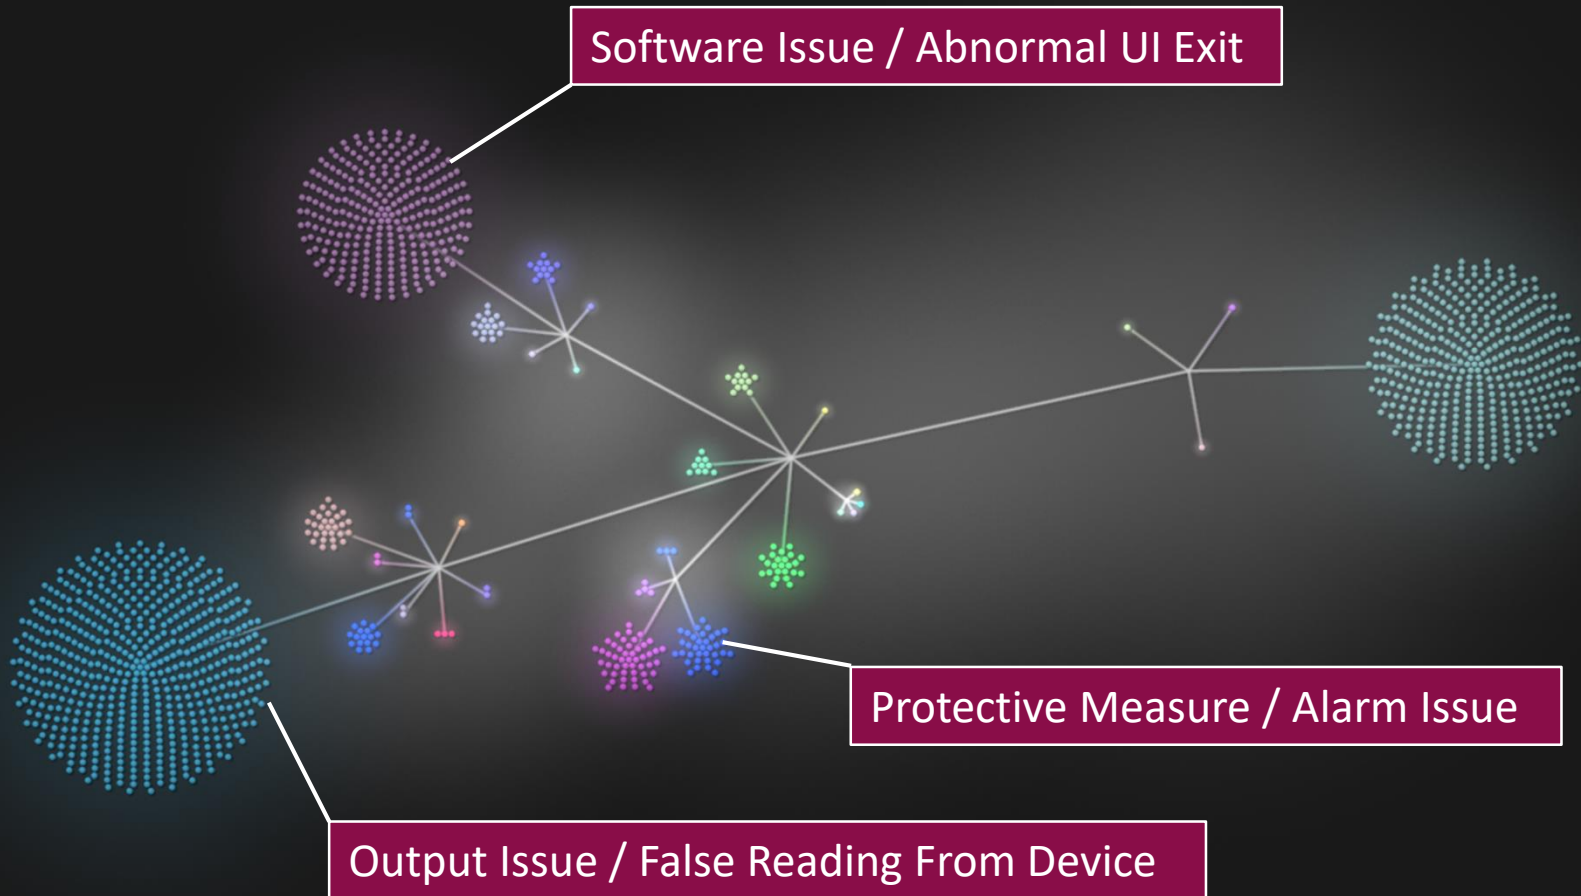 Software Issue / Abnormal UI Exit
Protective Measure / Alarm Issue
Output Issue / False Reading From Device